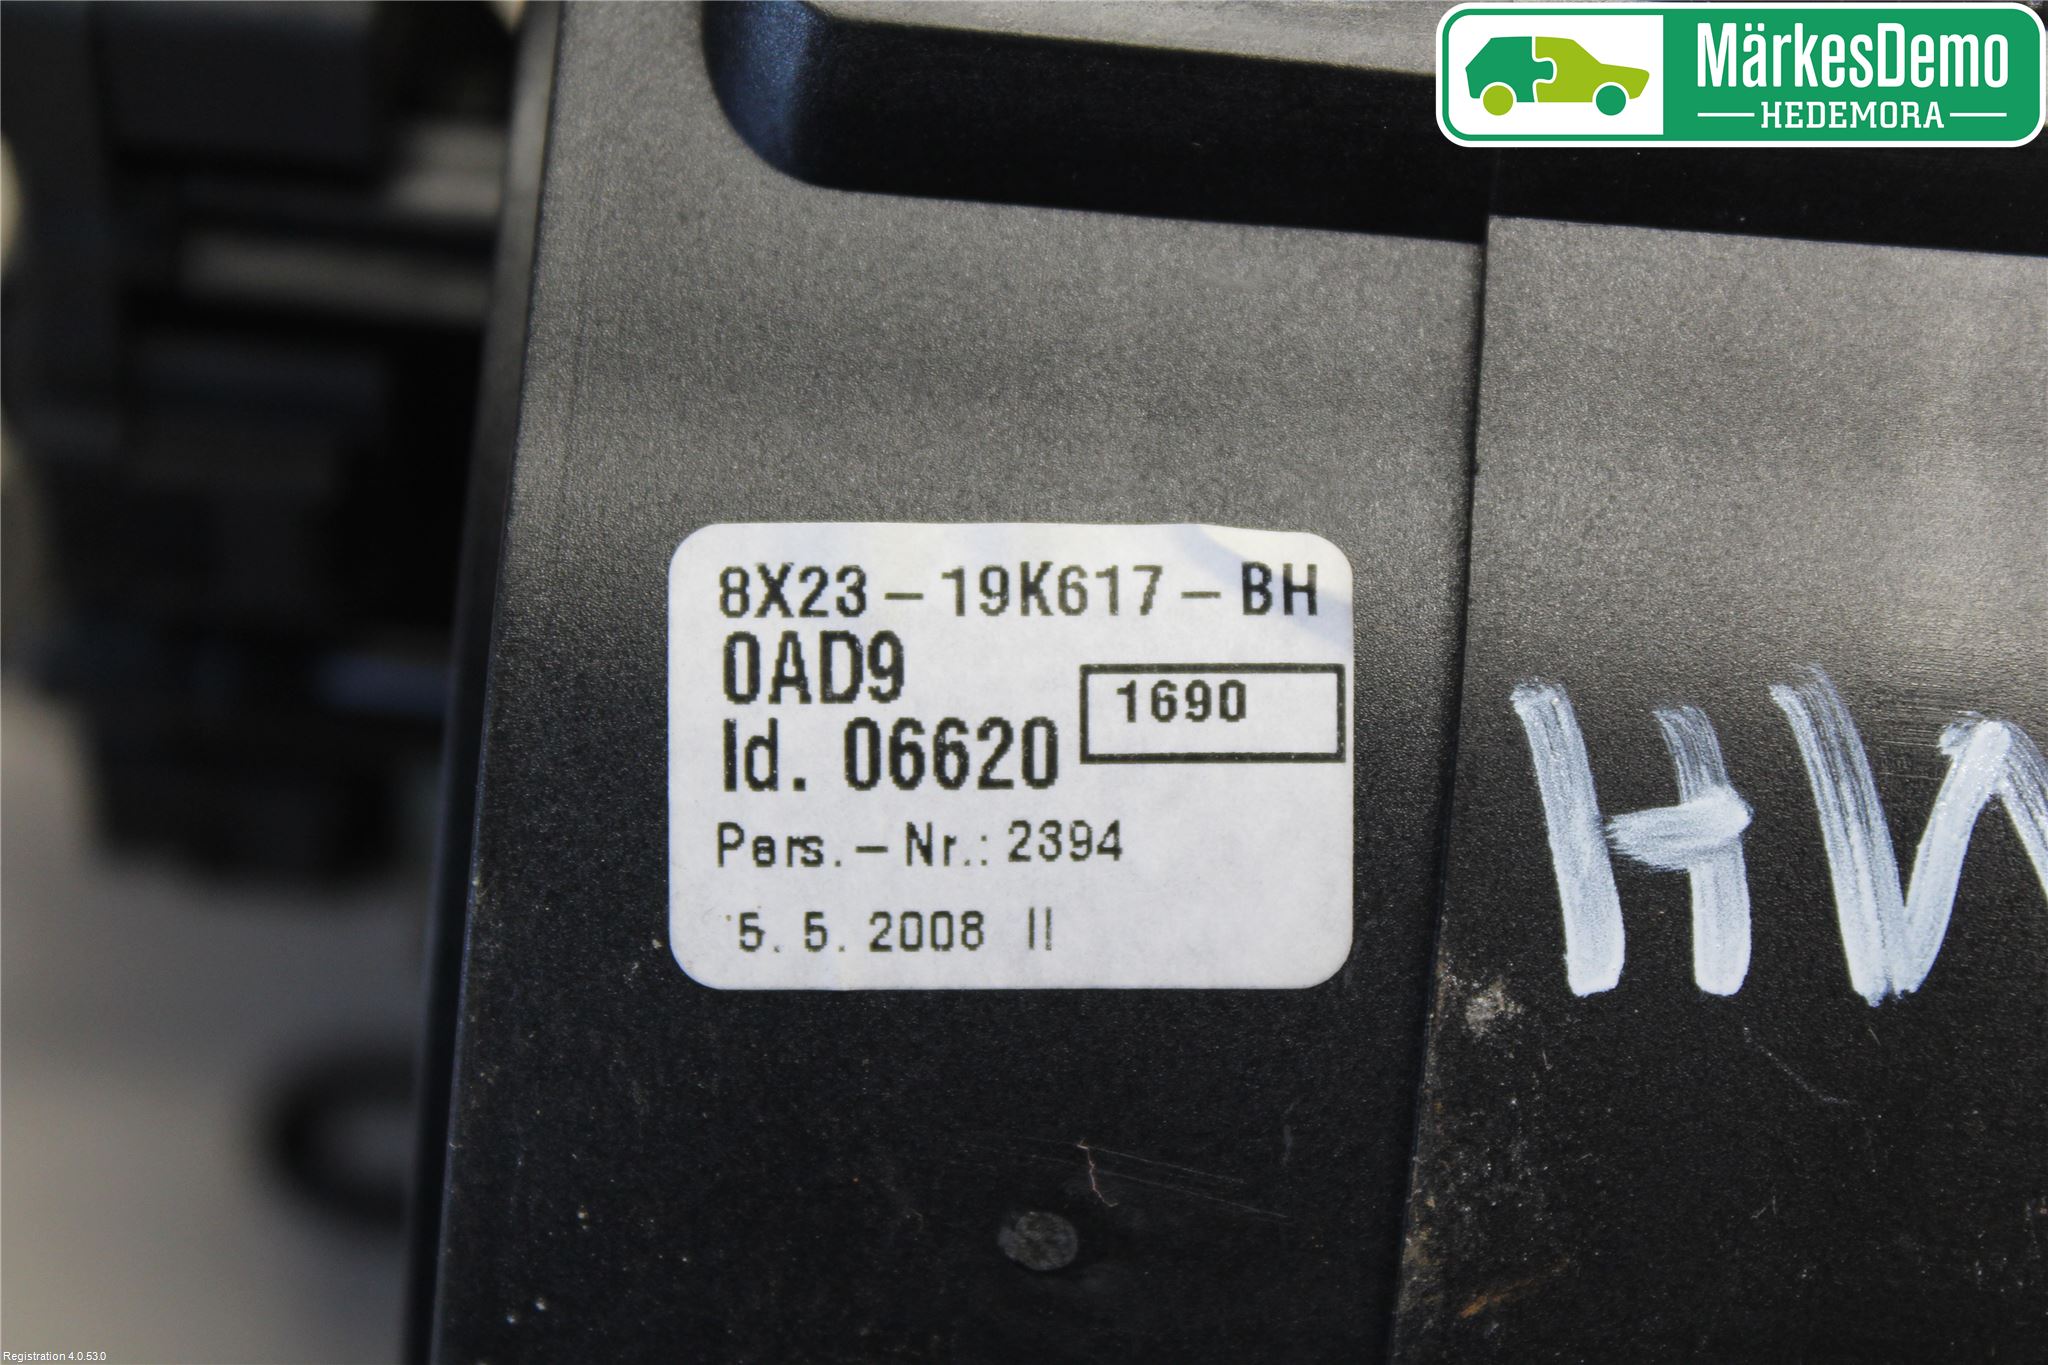 MärkesDemo
HEDEMORA
8X23-19K617-BH
0AD9
1690
Id. 06620
Pers.-Nr.: 2394
5. 5. 2008 II
Registration 4.0.53.0